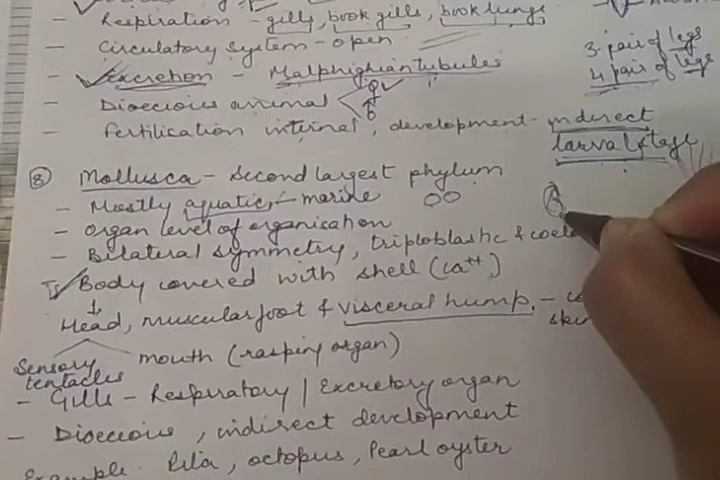 - Respiration - gills, book gills, book lungs
- Circulatory System - open
3 pair of legs
- Excretion - Malphighian tubules
4 pair of legs
- Dioecious animal ♀ ♂
- fertilication internal, development - indirect
larval stage
⑧ Mollusca - Second largest phylum
- Mostly aquatic, - marine
- Organ level of organisation
- Bilateral symmetry, triploblastic & coelo
Body covered with shell (Ca++)
Head, muscular foot & visceral hump. -
skin
Sensory tentacles mouth (rasping organ)
- Gills - Respiratory | Excretory organ
- Dioecious, indirect development
Example. Pila, octopus, Pearl oyster